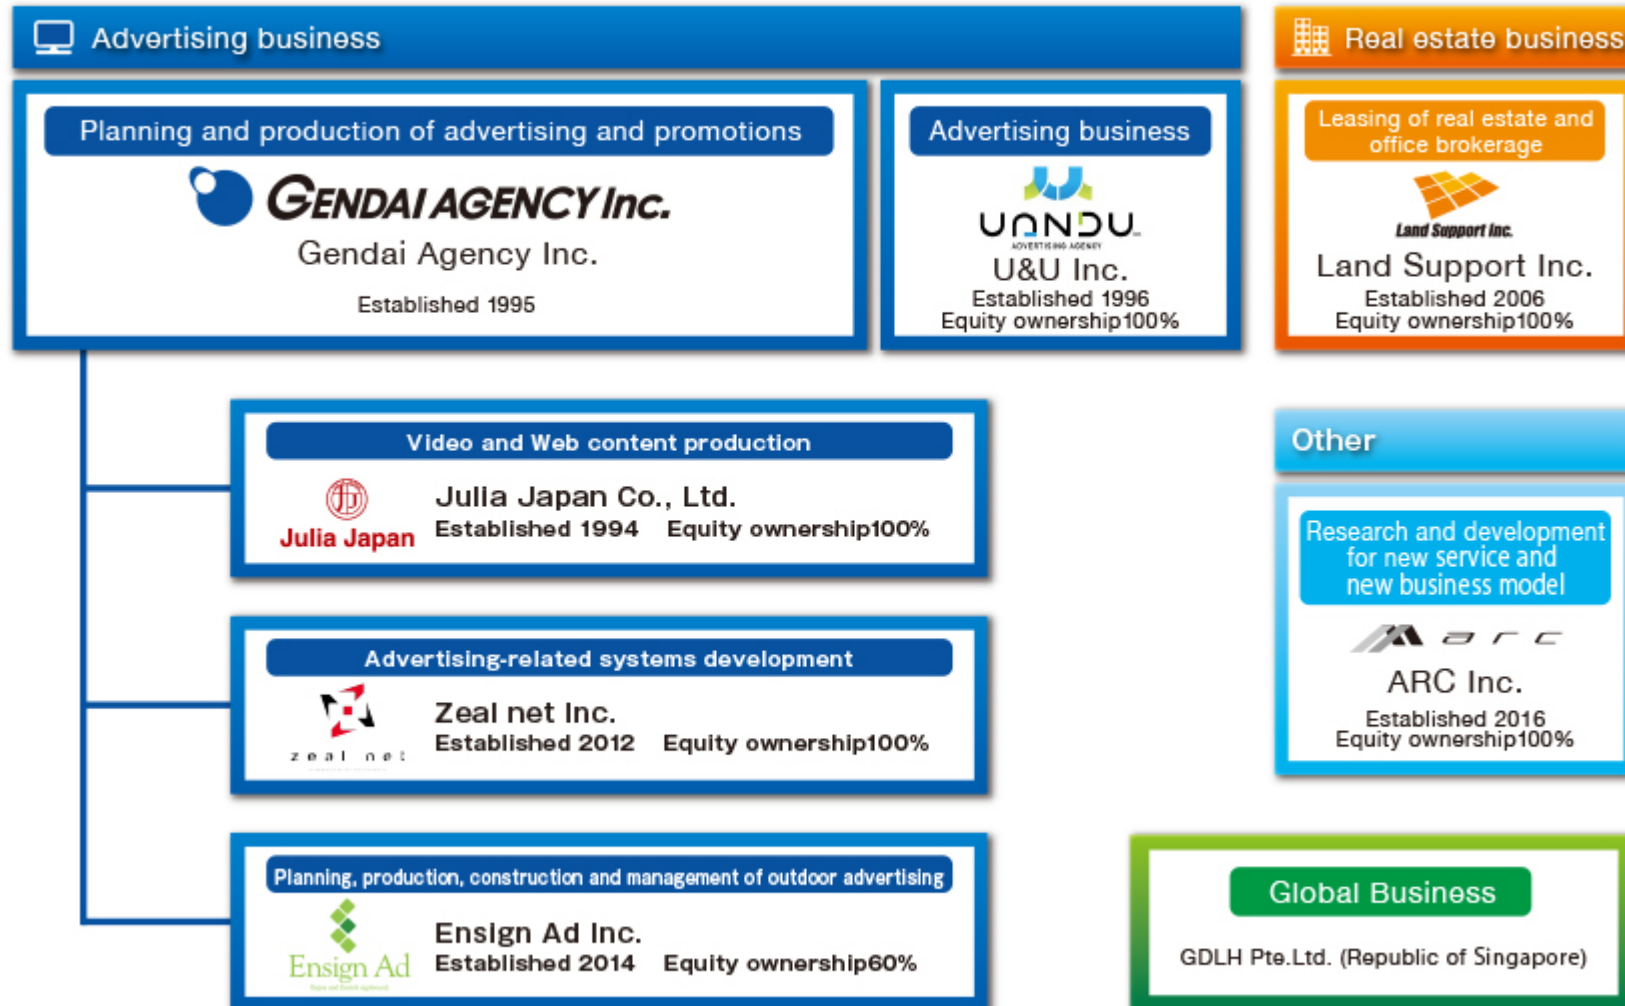 Advertising business
Planning and production of advertising and promotions
GENDAI AGENCY Inc.
Gendai Agency Inc.
Established 1995
Advertising business
UANDU
ADVERTISING AGENCY
U&U Inc.
Established 1996
Equity ownership100%
Real estate business
Leasing of real estate and
office brokerage
Land Support Inc.
Land Support Inc.
Established 2006
Equity ownership100%
Video and Web content production
Julia Japan
Julia Japan Co., Ltd.
Established 1994 Equity ownership100%
Advertising-related systems development
zeal net
Zeal net Inc.
Established 2012 Equity ownership100%
Planning, production, construction and management of outdoor advertising
Ensign Ad
Ensign Ad Inc.
Established 2014 Equity ownership60%
Other
Research and development
for new service and
new business model
arc
ARC Inc.
Established 2016
Equity ownership100%
Global Business
GDLH Pte.Ltd. (Republic of Singapore)